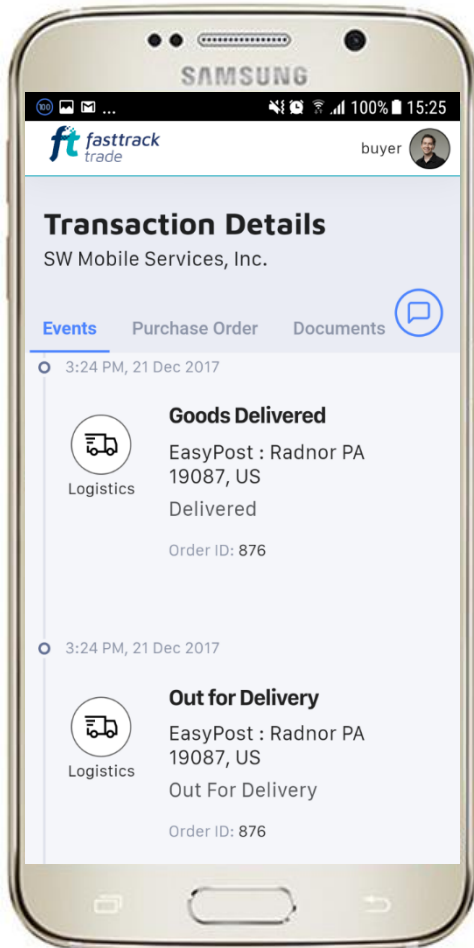 SAMSUNG
100 ... 100% 15:25
ft fasttrack trade buyer
Transaction Details
SW Mobile Services, Inc.
Events Purchase Order Documents
3:24 PM, 21 Dec 2017
Goods Delivered
EasyPost : Radnor PA
19087, US
Logistics
Delivered
Order ID: 876
3:24 PM, 21 Dec 2017
Out for Delivery
EasyPost : Radnor PA
19087, US
Logistics
Out For Delivery
Order ID: 876